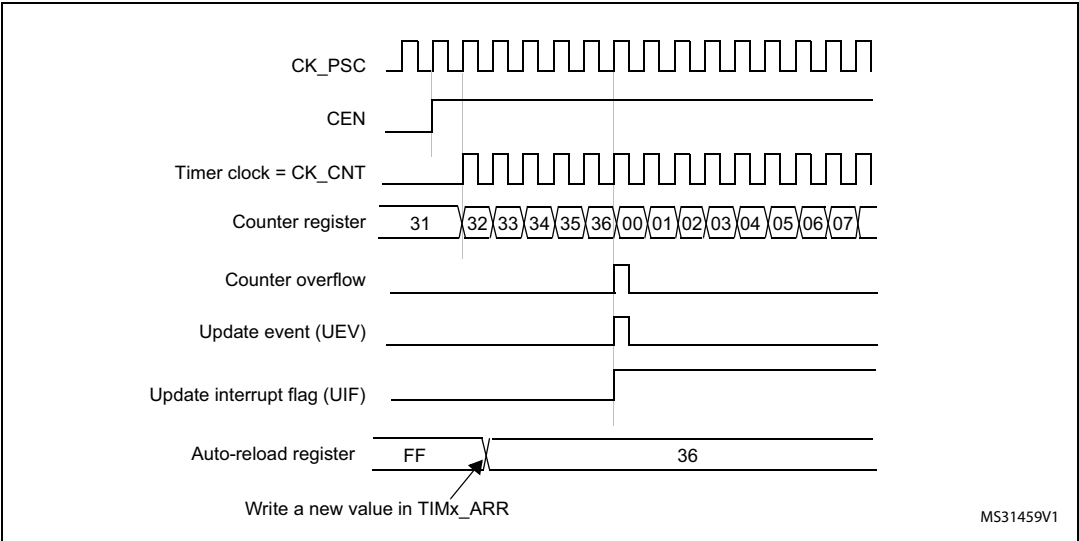 CK_PSC
CEN
Timer clock = CK_CNT
Counter register 31 32 33 34 35 36 00 01 02 03 04 05 06 07
Counter overflow
Update event (UEV)
Update interrupt flag (UIF)
Auto-reload register FF 36
Write a new value in TIMx_ARR
MS31459V1